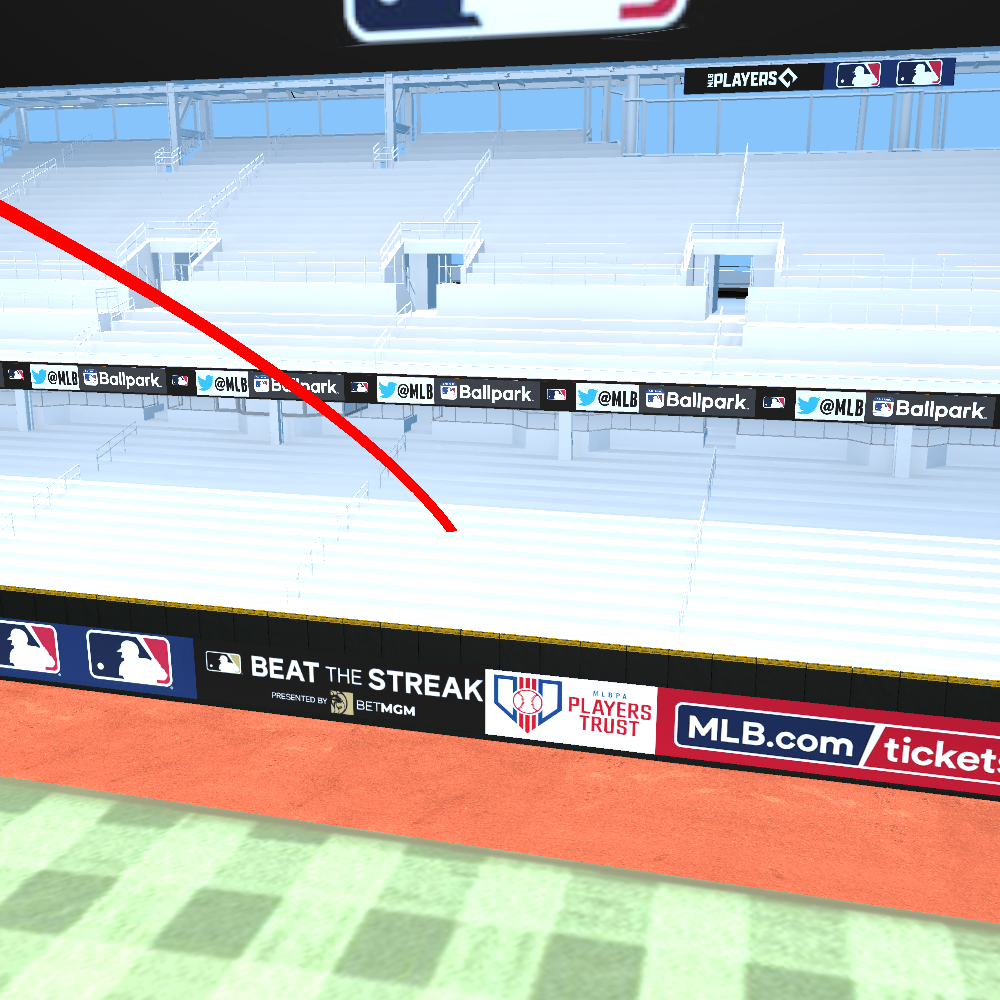 MLB PLAYERS
@MLB Ballpark. @MLB Ballpark. @MLB Ballpark. @MLB Ballpark. @MLB Ballpark.
BEAT THE STREAK
PRESENTED BY BETMGM
MLBPA
PLAYERS
TRUST
MLB.com tickets